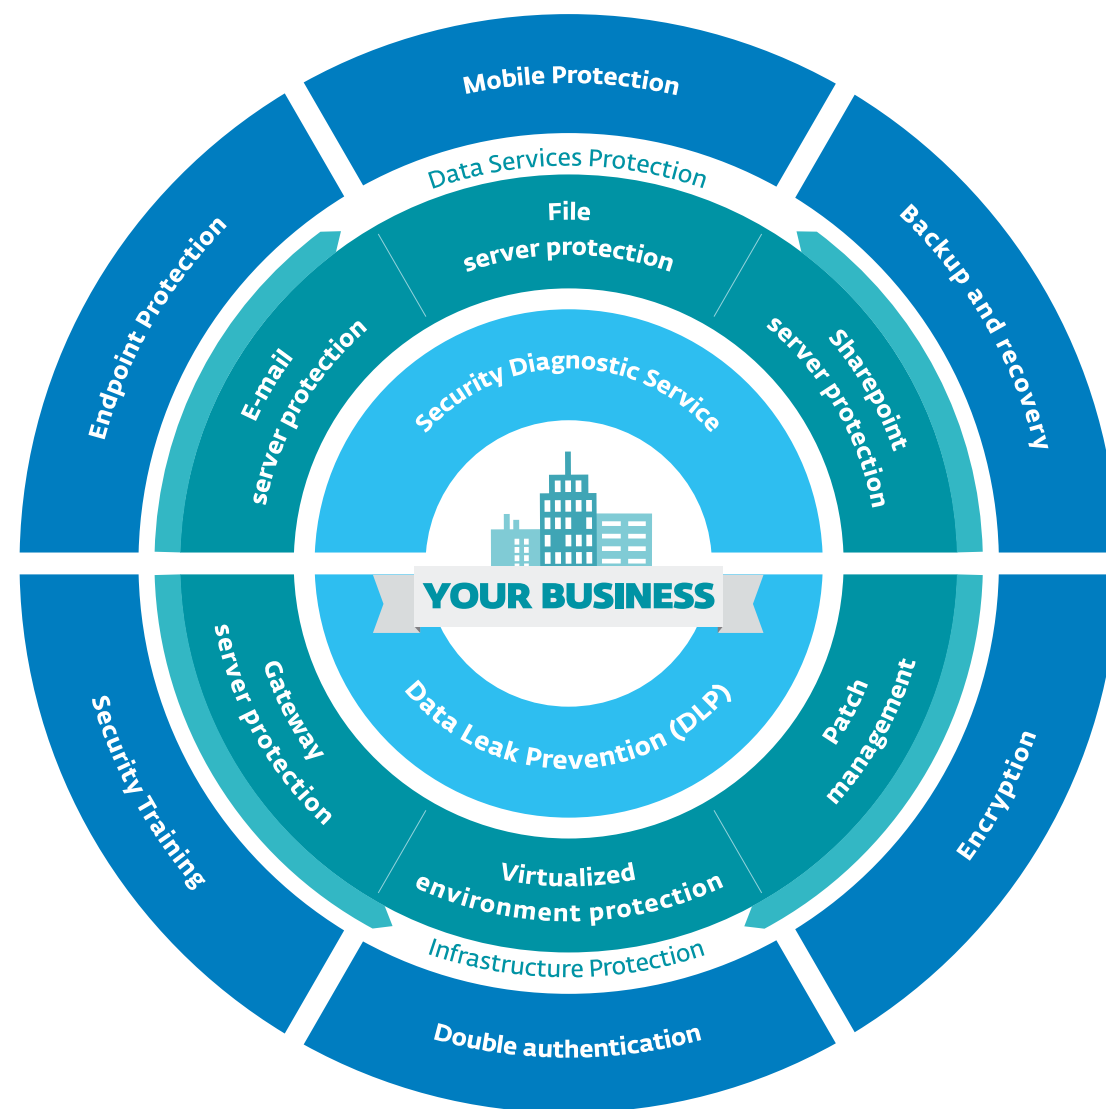 Mobile Protection
Data Services Protection
File
server protection
Endpoint Protection
E-mail
server protection
Backup and recovery
Sharepoint
server protection
Security Diagnostic Service
YOUR BUSINESS
Data Leak Prevention (DLP)
Gateway
server protection
Security Training
Patch
management
Encryption
Virtualized
environment protection
Infrastructure Protection
Double authentication